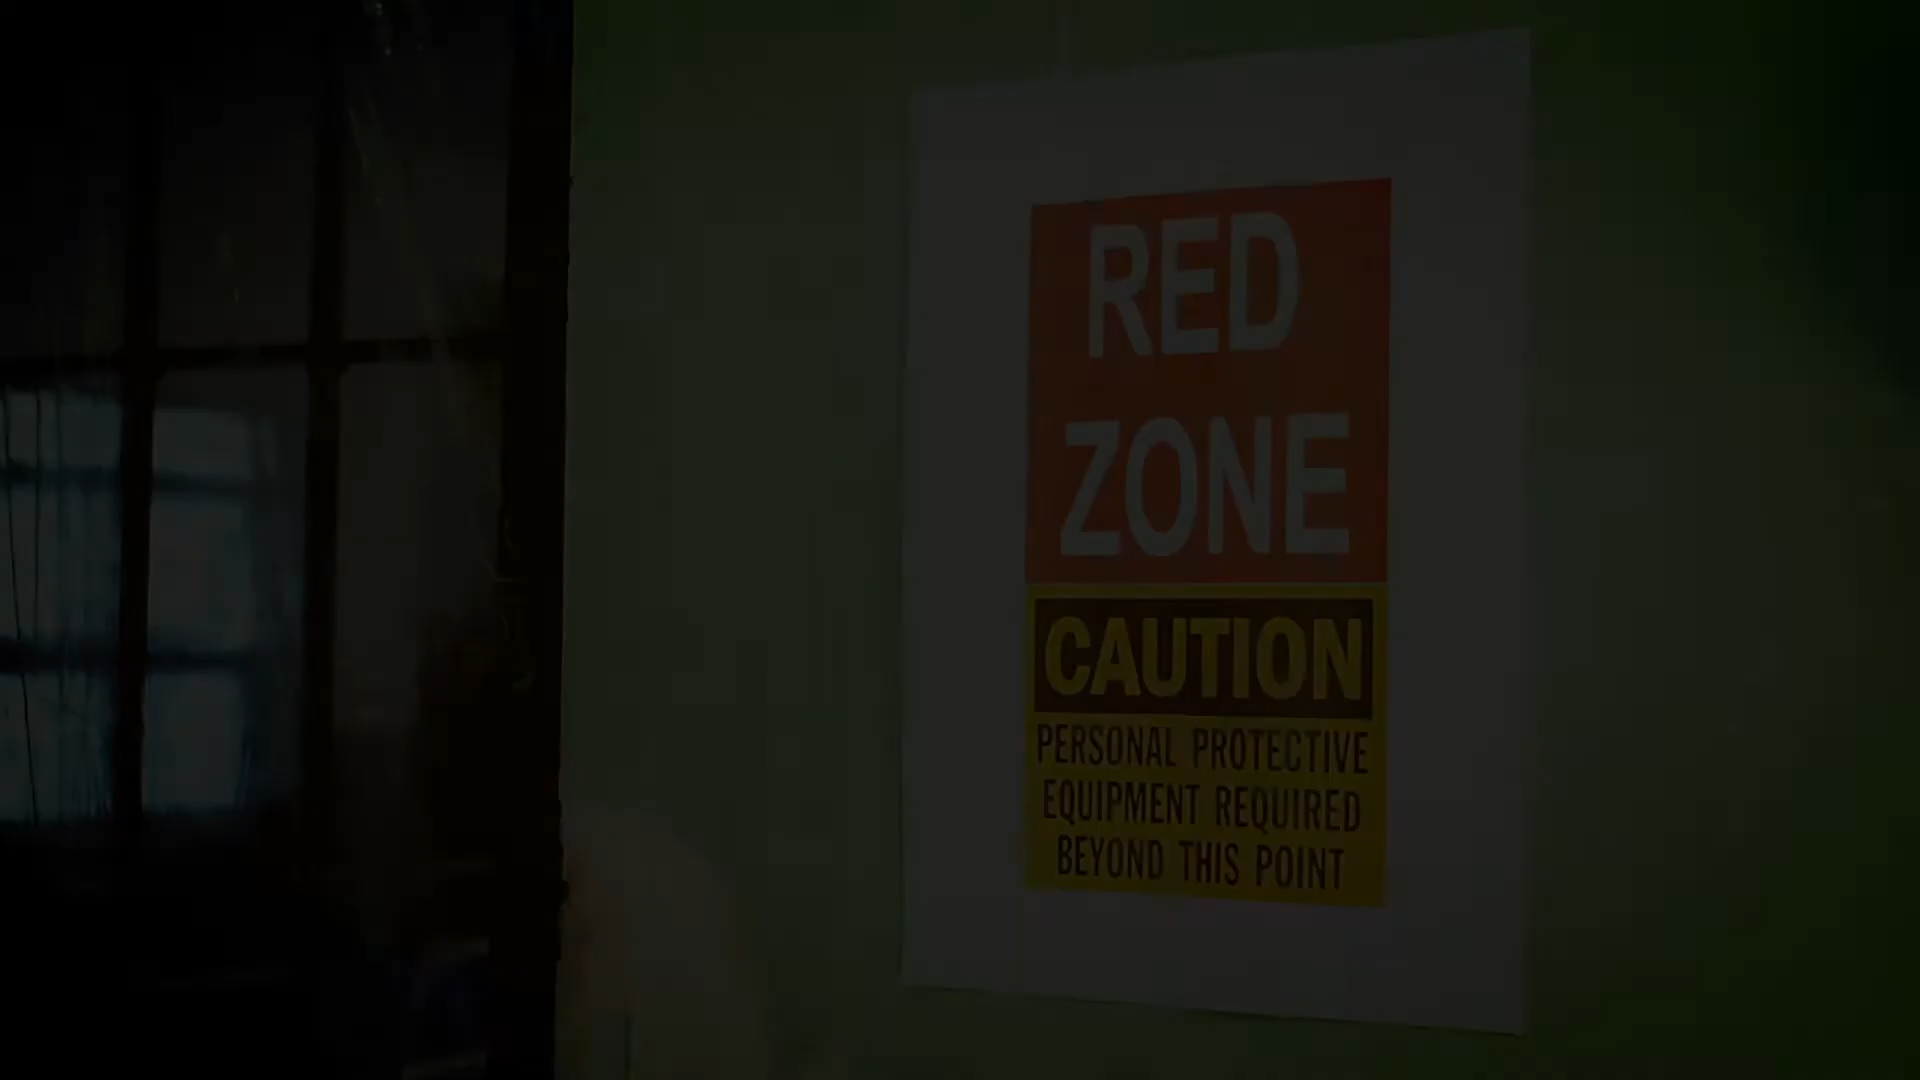 RED
ZONE
CAUTION
PERSONAL PROTECTIVE
EQUIPMENT REQUIRED
BEYOND THIS POINT